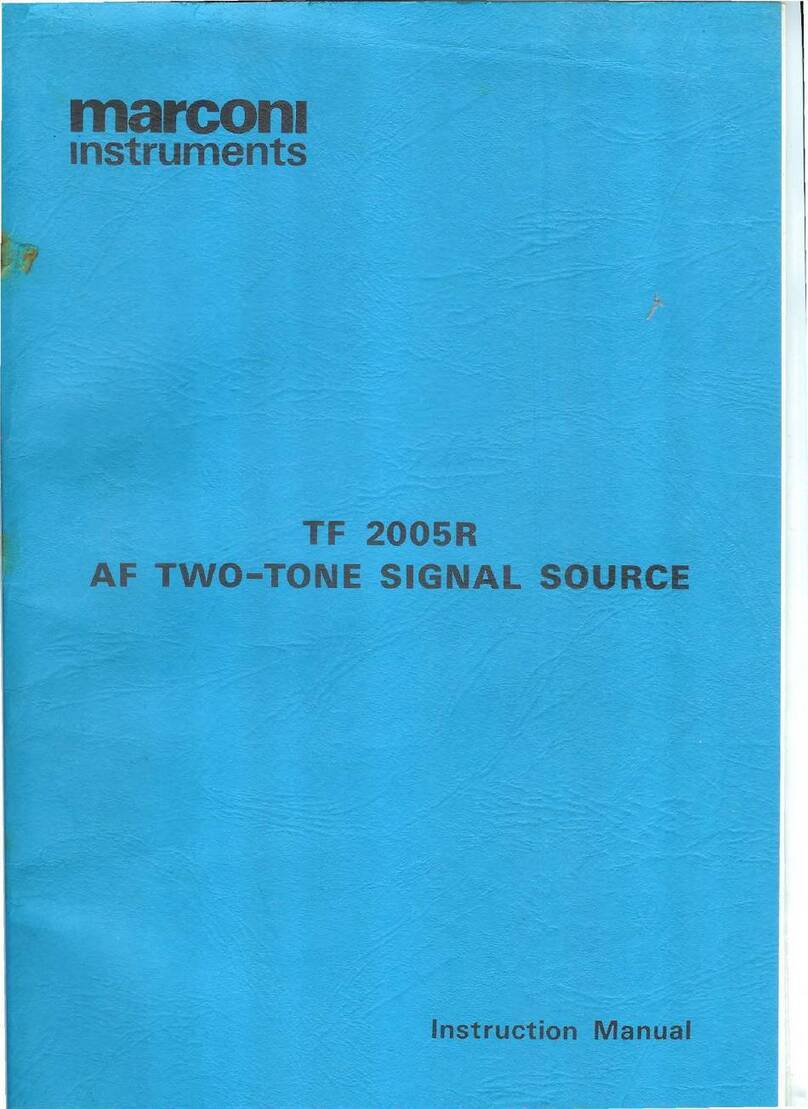 marconi
instruments
TF 2005R
AF TWO-TONE SIGNAL SOURCE
Instruction Manual